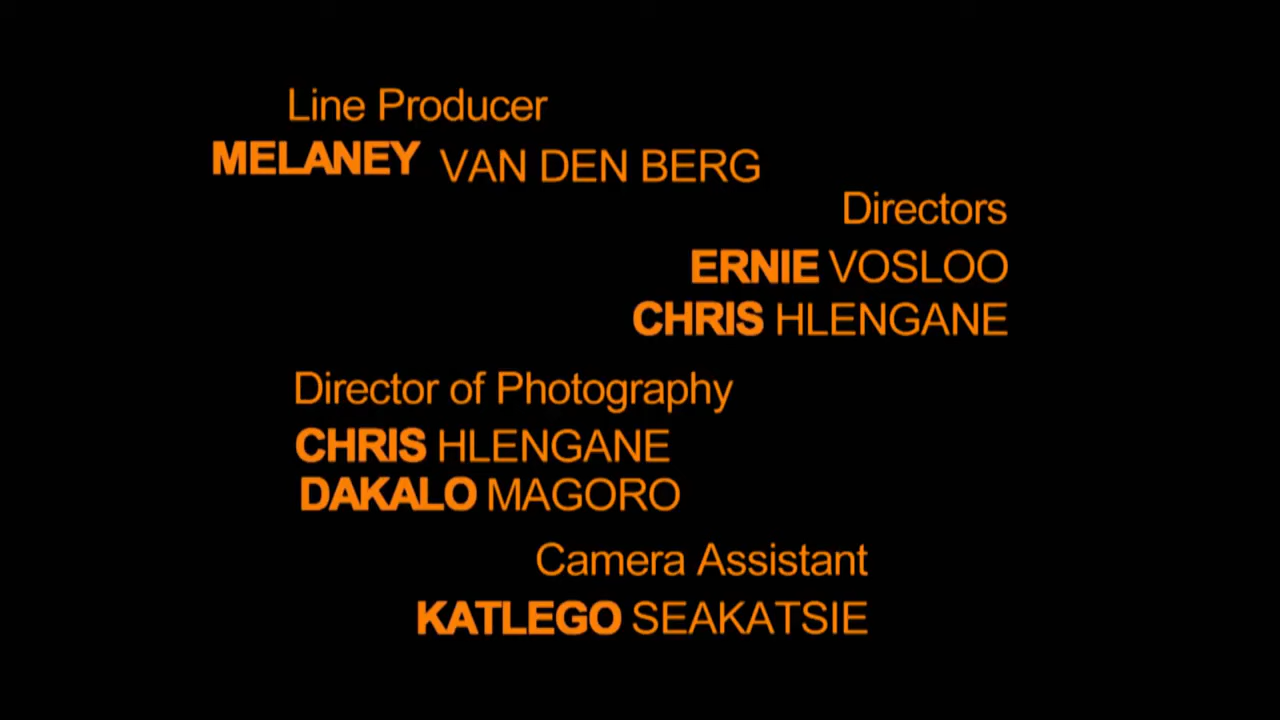 Line Producer
MELANEY VAN DEN BERG
Directors
ERNIE VOSLOO
CHRIS HLENGANE
Director of Photography
CHRIS HLENGANE
DAKALO MAGORO
Camera Assistant
KATLEGO SEAKATSIE